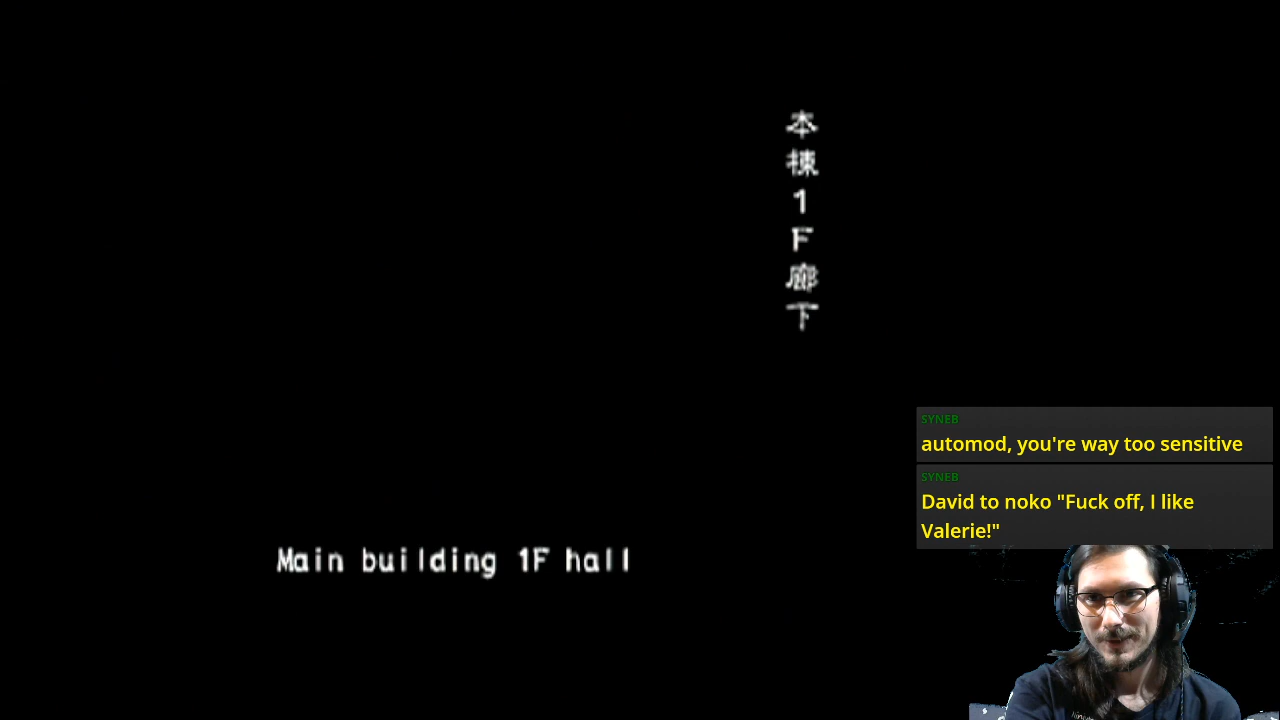 本棟1F廊下
Main building 1F hall
SYNEB
automod, you're way too sensitive
SYNEB
David to noko "Fuck off, I like
Valerie!"